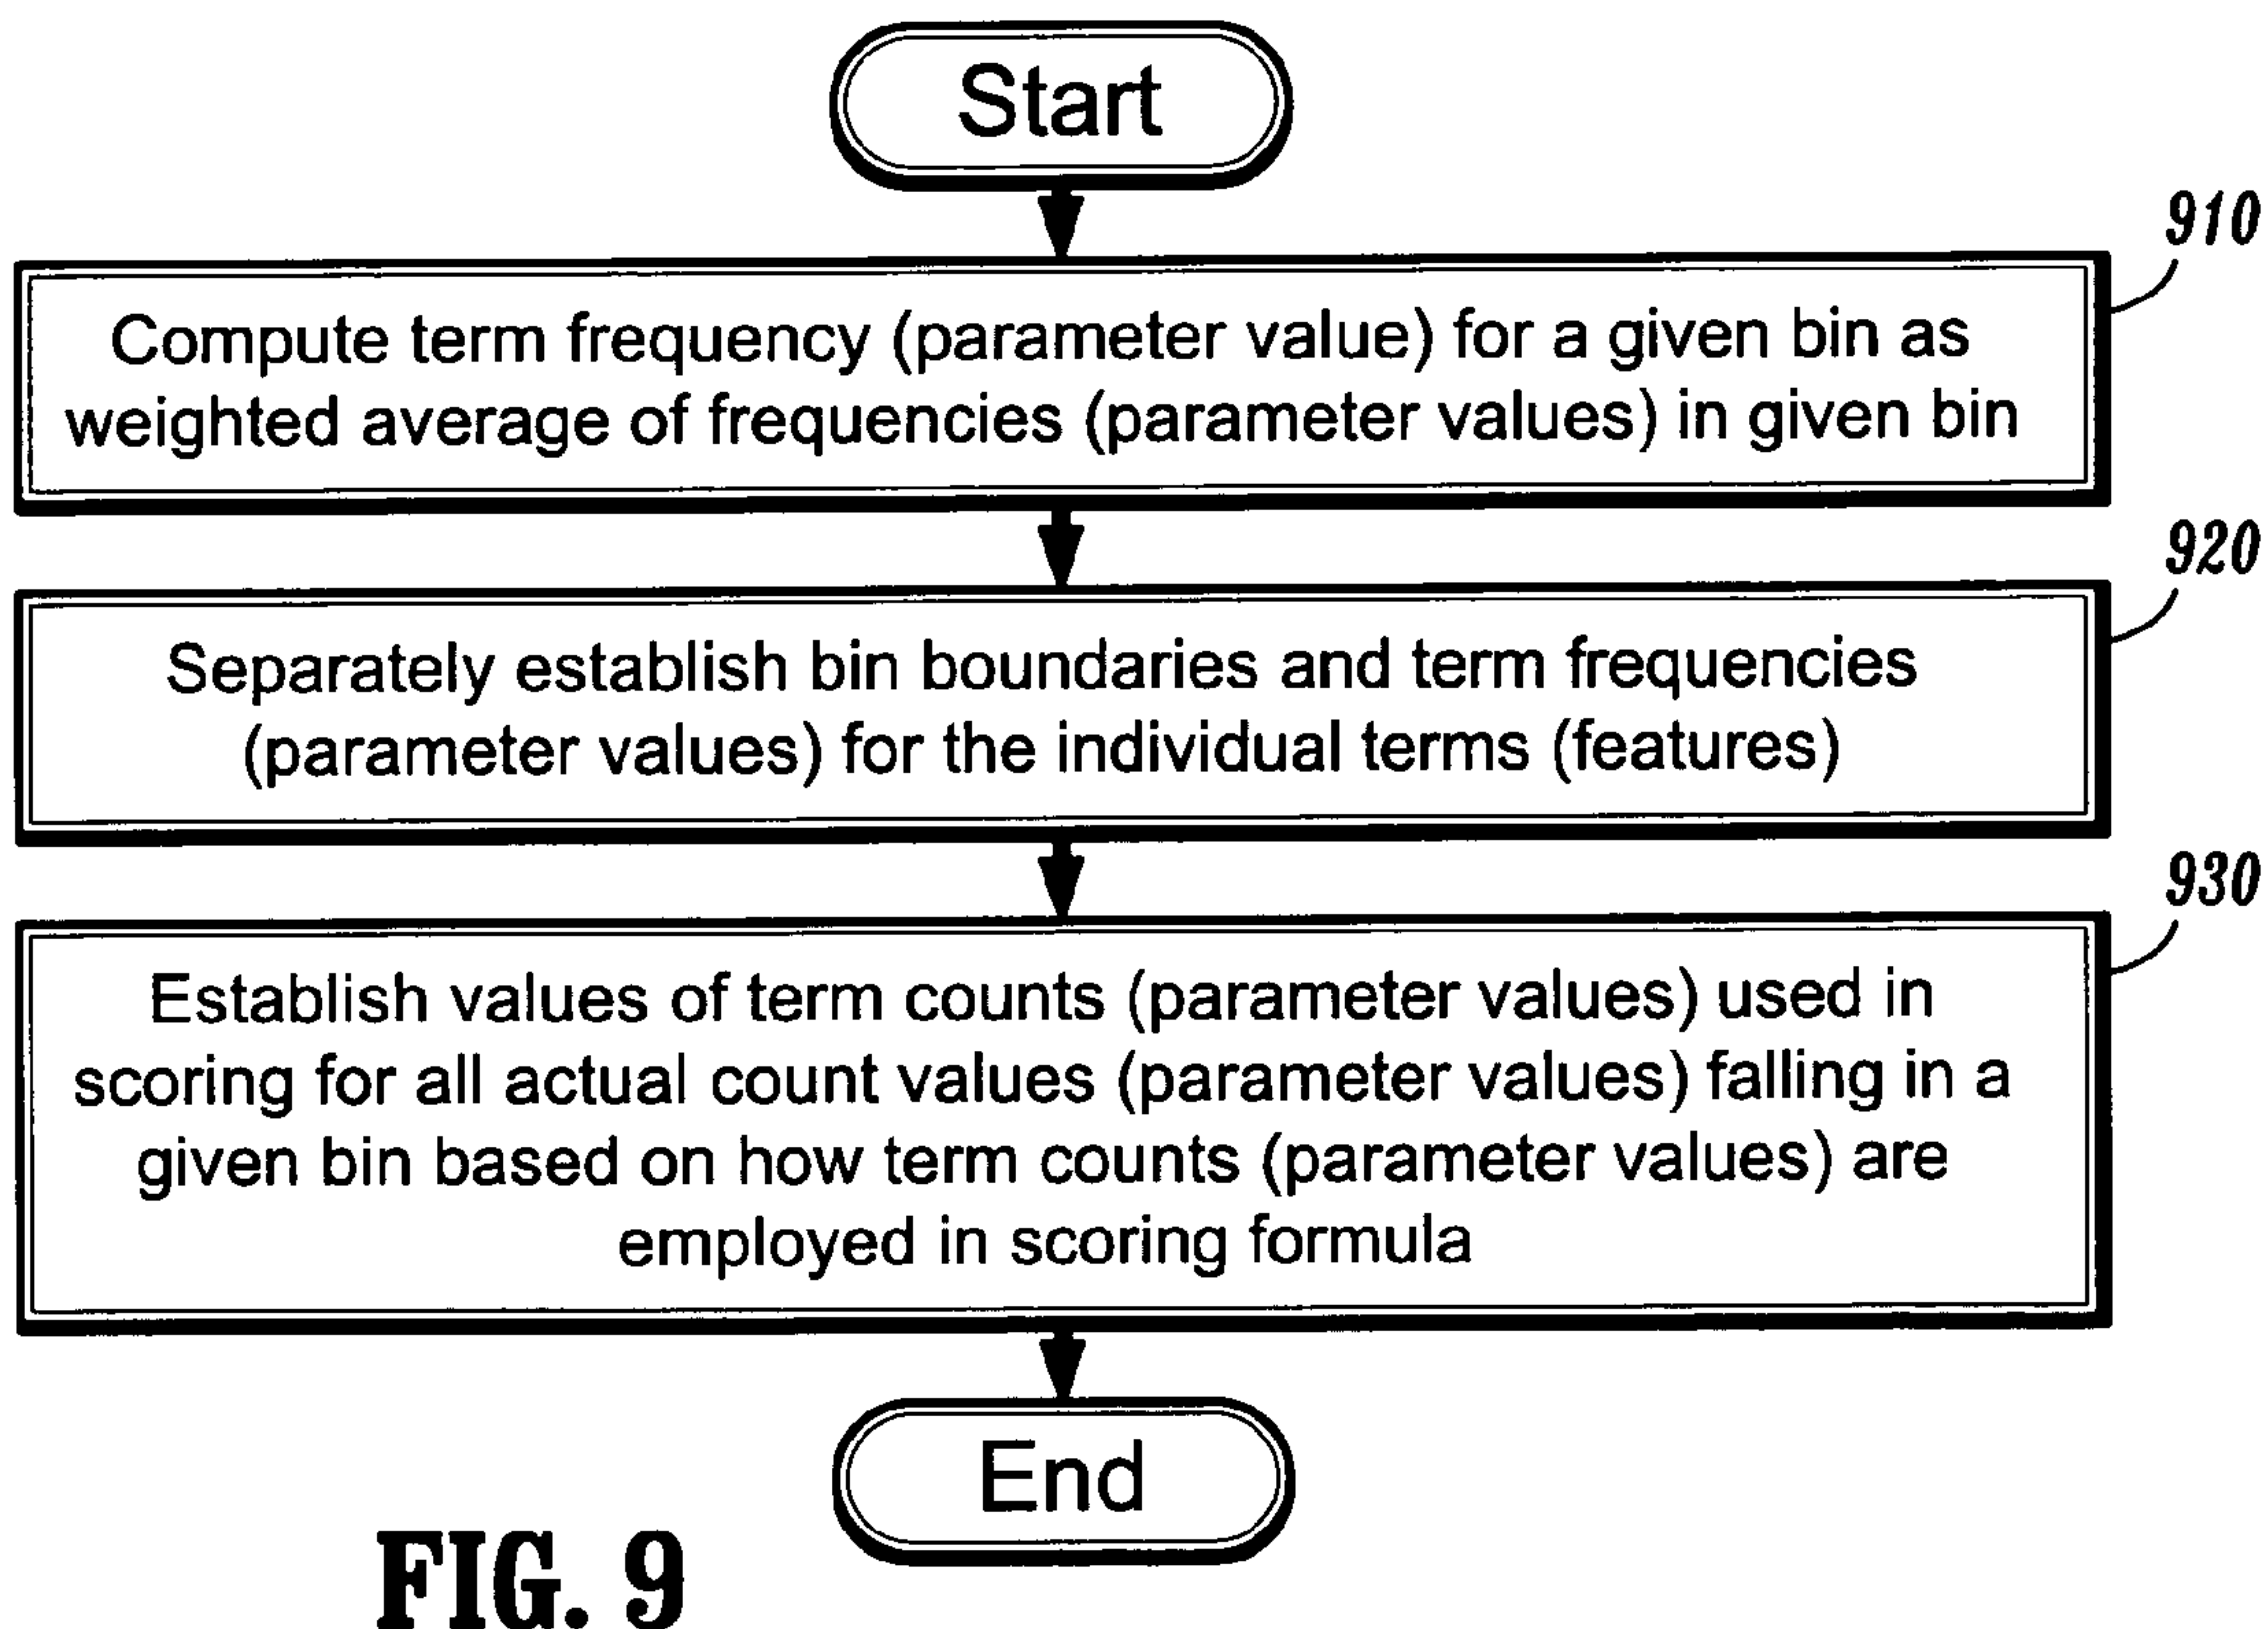 Start
910
Compute term frequency (parameter value) for a given bin as
weighted average of frequencies (parameter values) in given bin
920
Separately establish bin boundaries and term frequencies
(parameter values) for the individual terms (features)
930
Establish values of term counts (parameter values) used in
scoring for all actual count values (parameter values) falling in a
given bin based on how term counts (parameter values) are
employed in scoring formula
End
FIG. 9